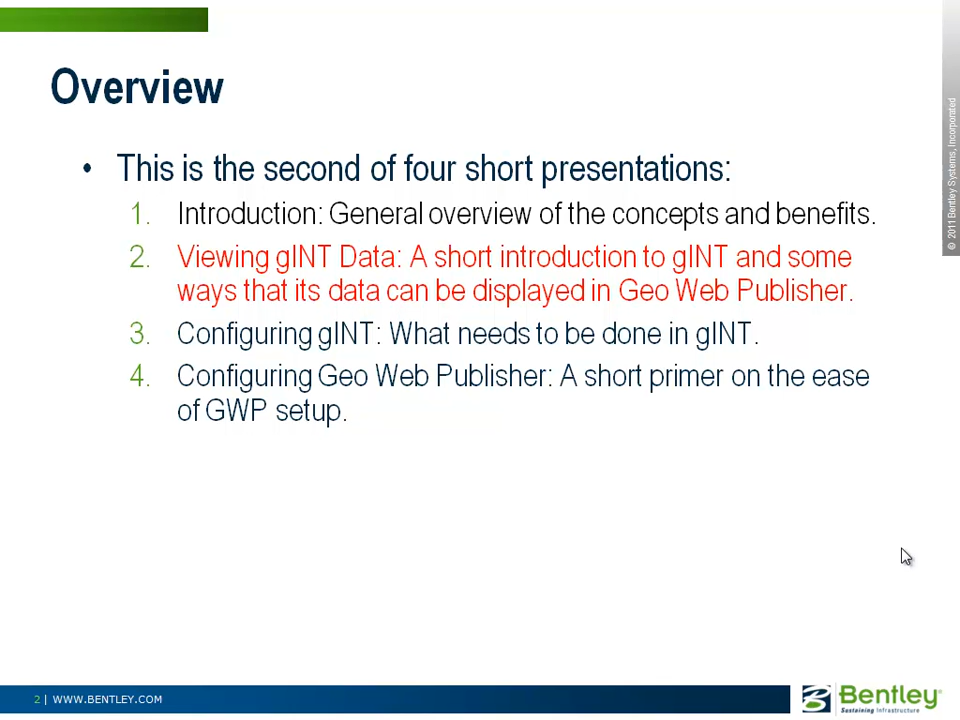 Overview
• This is the second of four short presentations:
1. Introduction: General overview of the concepts and benefits.
2. Viewing gINT Data: A short introduction to gINT and some
ways that its data can be displayed in Geo Web Publisher.
3. Configuring gINT: What needs to be done in gINT.
4. Configuring Geo Web Publisher: A short primer on the ease
of GWP setup.
© 2011 Bentley Systems, Incorporated
2 | WWW.BENTLEY.COM
Bentley®
Sustaining Infrastructure